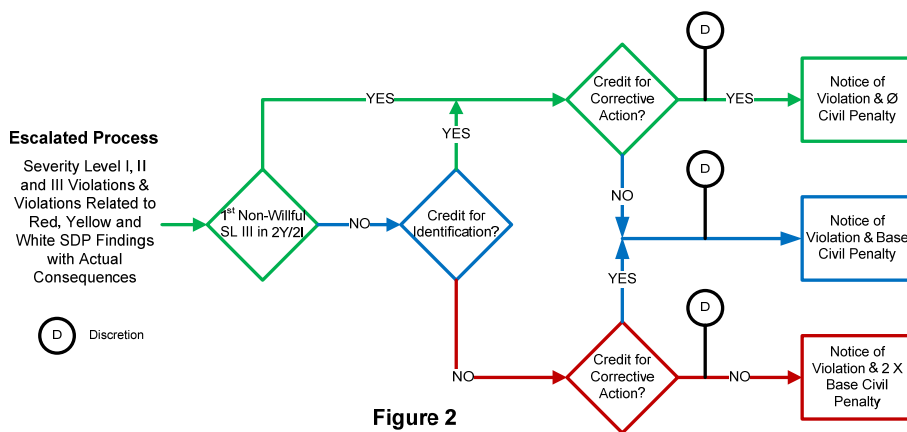 D
Credit for
Corrective
Action?
YES
YES
Notice of
Violation & Ø
Civil Penalty
Escalated Process
Severity Level I, II
and III Violations &
Violations Related to
Red, Yellow and
White SDP Findings
with Actual
Consequences
YES
1st Non-Willful
SL III in 2Y/2I
NO
Credit for
Identification?
NO
D
Notice of
Violation & Base
Civil Penalty
YES
D
Discretion
NO
Credit for
Corrective
Action?
D
NO
Notice of
Violation & 2 X
Base Civil
Penalty
Figure 2